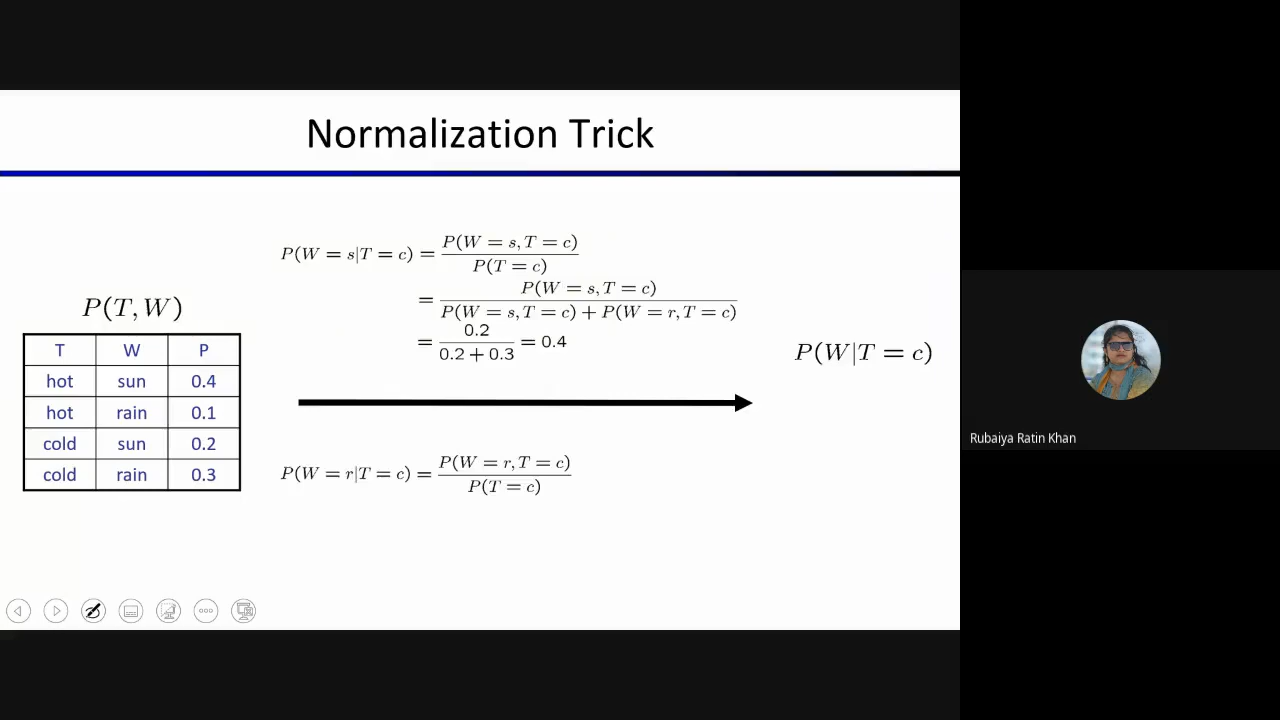 Normalization Trick
P(W = s|T = c) = P(W = s, T = c) / P(T = c)
= P(W = s, T = c) / P(W = s, T = c) + P(W = r, T = c)
= 0.2 / 0.2 + 0.3 = 0.4
P(T, W)
T W P
hot sun 0.4
hot rain 0.1
cold sun 0.2
cold rain 0.3
P(W|T = c)
P(W = r|T = c) = P(W = r, T = c) / P(T = c)
Rubaiya Ratin Khan